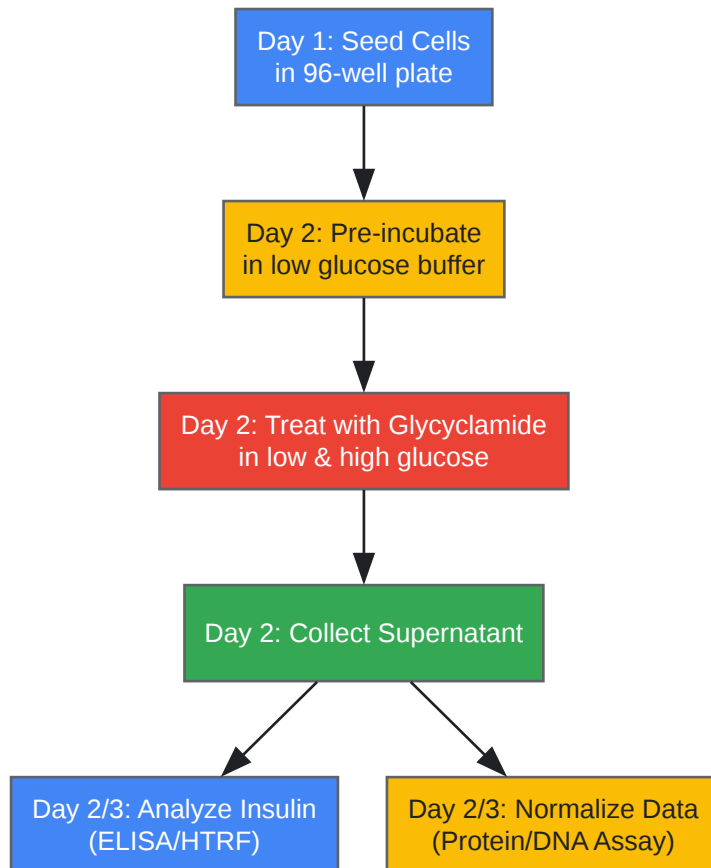 Day 1: Seed Cells
in 96-well plate
Day 2: Pre-incubate
in low glucose buffer
Day 2: Treat with Glycyclamide
in low & high glucose
Day 2: Collect Supernatant
Day 2/3: Analyze Insulin
(ELISA/HTRF)
Day 2/3: Normalize Data
(Protein/DNA Assay)